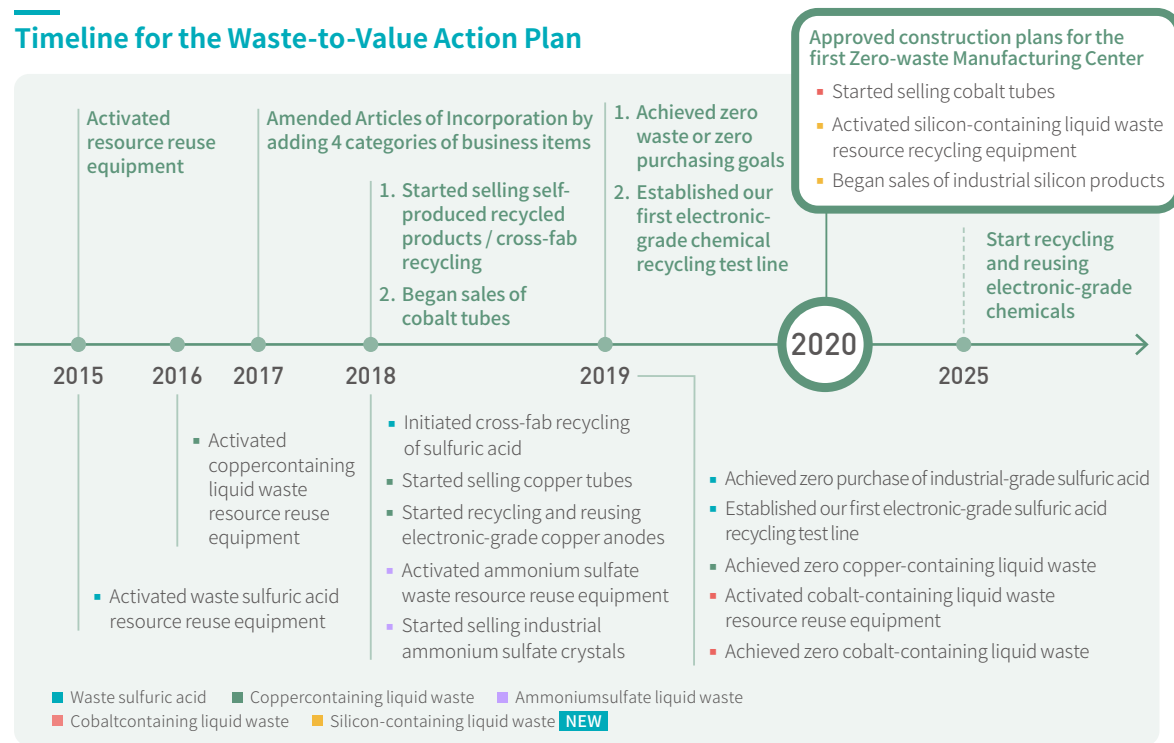 Timeline for the Waste-to-Value Action Plan
Approved construction plans for the
first Zero-waste Manufacturing Center
Started selling cobalt tubes
Activated silicon-containing liquid waste
resource recycling equipment
Began sales of industrial silicon products
Activated
resource reuse
equipment
Amended Articles of Incorporation by
adding 4 categories of business items
1. Started selling self-
produced recycled
products / cross-fab
recycling
2. Began sales of
cobalt tubes
1. Achieved zero
waste or zero
purchasing goals
2. Established our
first electronic-
grade chemical
recycling test line
Start recycling
and reusing
electronic-grade
chemicals
2015
2016
2017
2018
2019
2020
2025
Activated waste sulfuric acid
resource reuse equipment
Activated
coppercontaining
liquid waste
resource reuse
equipment
Initiated cross-fab recycling
of sulfuric acid
Started selling copper tubes
Started recycling and reusing
electronic-grade copper anodes
Activated ammonium sulfate
waste resource reuse equipment
Started selling industrial
ammonium sulfate crystals
Achieved zero purchase of industrial-grade sulfuric acid
Established our first electronic-grade sulfuric acid
recycling test line
Achieved zero copper-containing liquid waste
Activated cobalt-containing liquid waste
resource reuse equipment
Achieved zero cobalt-containing liquid waste
Waste sulfuric acid
Coppercontaining liquid waste
Ammoniumsulfate liquid waste
Cobaltcontaining liquid waste
Silicon-containing liquid waste NEW